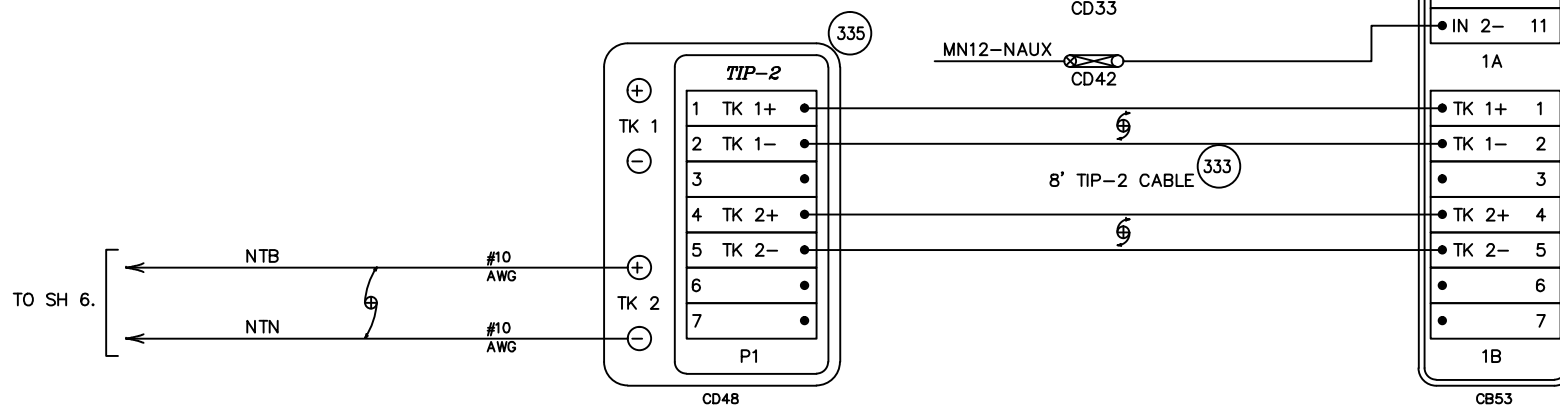 CD33
IN 2- 11
1A
335
MN12-NAUX
CD42
TIP-2
+
TK 1
-
1 TK 1+
2 TK 1-
3
4 TK 2+
5 TK 2-
6
7
P1
+
TK 2
-
CD48
333
8' TIP-2 CABLE
TK 1+ 1
TK 1- 2
3
TK 2+ 4
TK 2- 5
6
7
1B
CB53
TO SH 6.
NTB
#10
AWG
NTN
#10
AWG